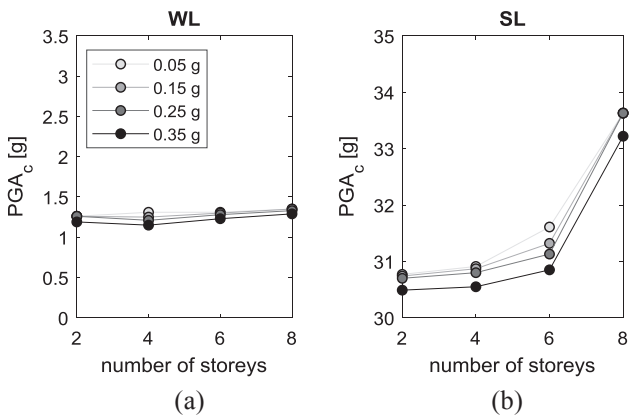 WL
3.5
3
2.5
2
1.5
1
0.5
0
PGAc [g]
0.05 g
0.15 g
0.25 g
0.35 g
2 4 6 8
number of storeys
(a)
SL
35
34
33
32
31
30
PGAc [g]
2 4 6 8
number of storeys
(b)